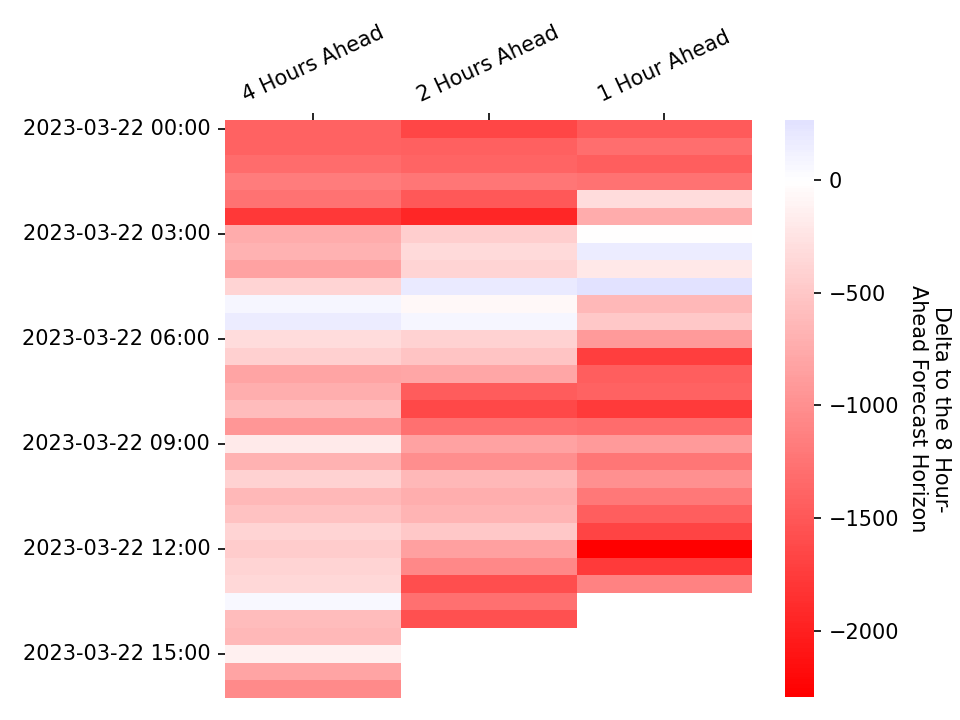 4 Hours Ahead
2 Hours Ahead
1 Hour Ahead
2023-03-22 00:00
2023-03-22 03:00
2023-03-22 06:00
2023-03-22 09:00
2023-03-22 12:00
2023-03-22 15:00
0
−500
−1000
−1500
−2000
Delta to the 8 Hour-
Ahead Forecast Horizon